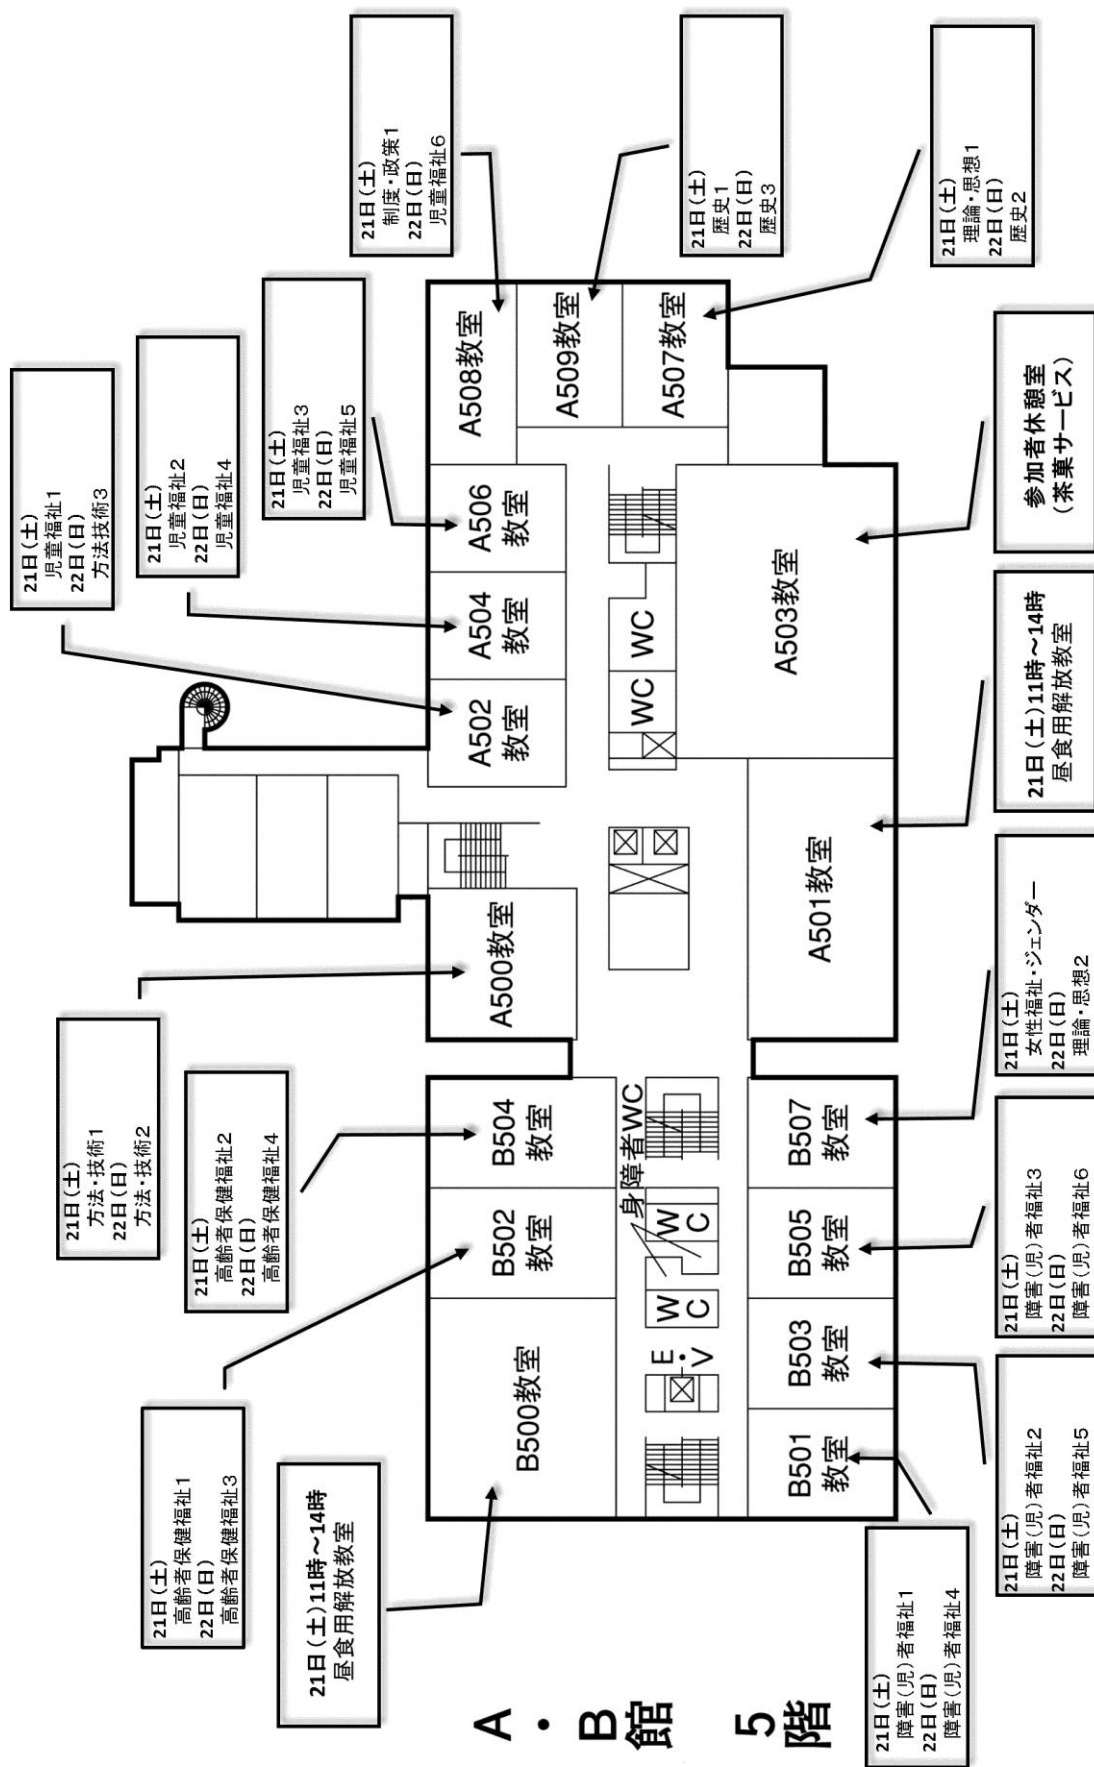 A・B館
5階
21日(土)
高齢者保健福祉1
22日(日)
高齢者保健福祉3
21日(土)11時～14時
昼食用解放教室
21日(土)
高齢者保健福祉2
22日(日)
高齢者保健福祉4
21日(土)
方法・技術1
22日(日)
方法・技術2
21日(土)
児童福祉1
22日(日)
方法技術3
21日(土)
児童福祉2
22日(日)
児童福祉4
21日(土)
児童福祉3
22日(日)
児童福祉5
21日(土)
制度・政策1
22日(日)
児童福祉6
B500教室
B502
教室
B504
教室
A500教室
A502
教室
A504
教室
A506
教室
A508教室
A509教室
A507教室
E・V
WC
WC
身障者WC
WC
WC
B501
教室
B503
教室
B505
教室
B507
教室
A501教室
A503教室
21日(土)
歴史1
22日(日)
歴史3
21日(土)
理論・思想1
22日(日)
歴史2
21日(土)
障害(児)者福祉1
22日(日)
障害(児)者福祉4
21日(土)
障害(児)者福祉2
22日(日)
障害(児)者福祉5
21日(土)
障害(児)者福祉3
22日(日)
障害(児)者福祉6
21日(土)
女性福祉・ジェンダー
22日(日)
理論・思想2
21日(土)11時～14時
昼食用解放教室
参加者休憩室
(茶菓サービス)